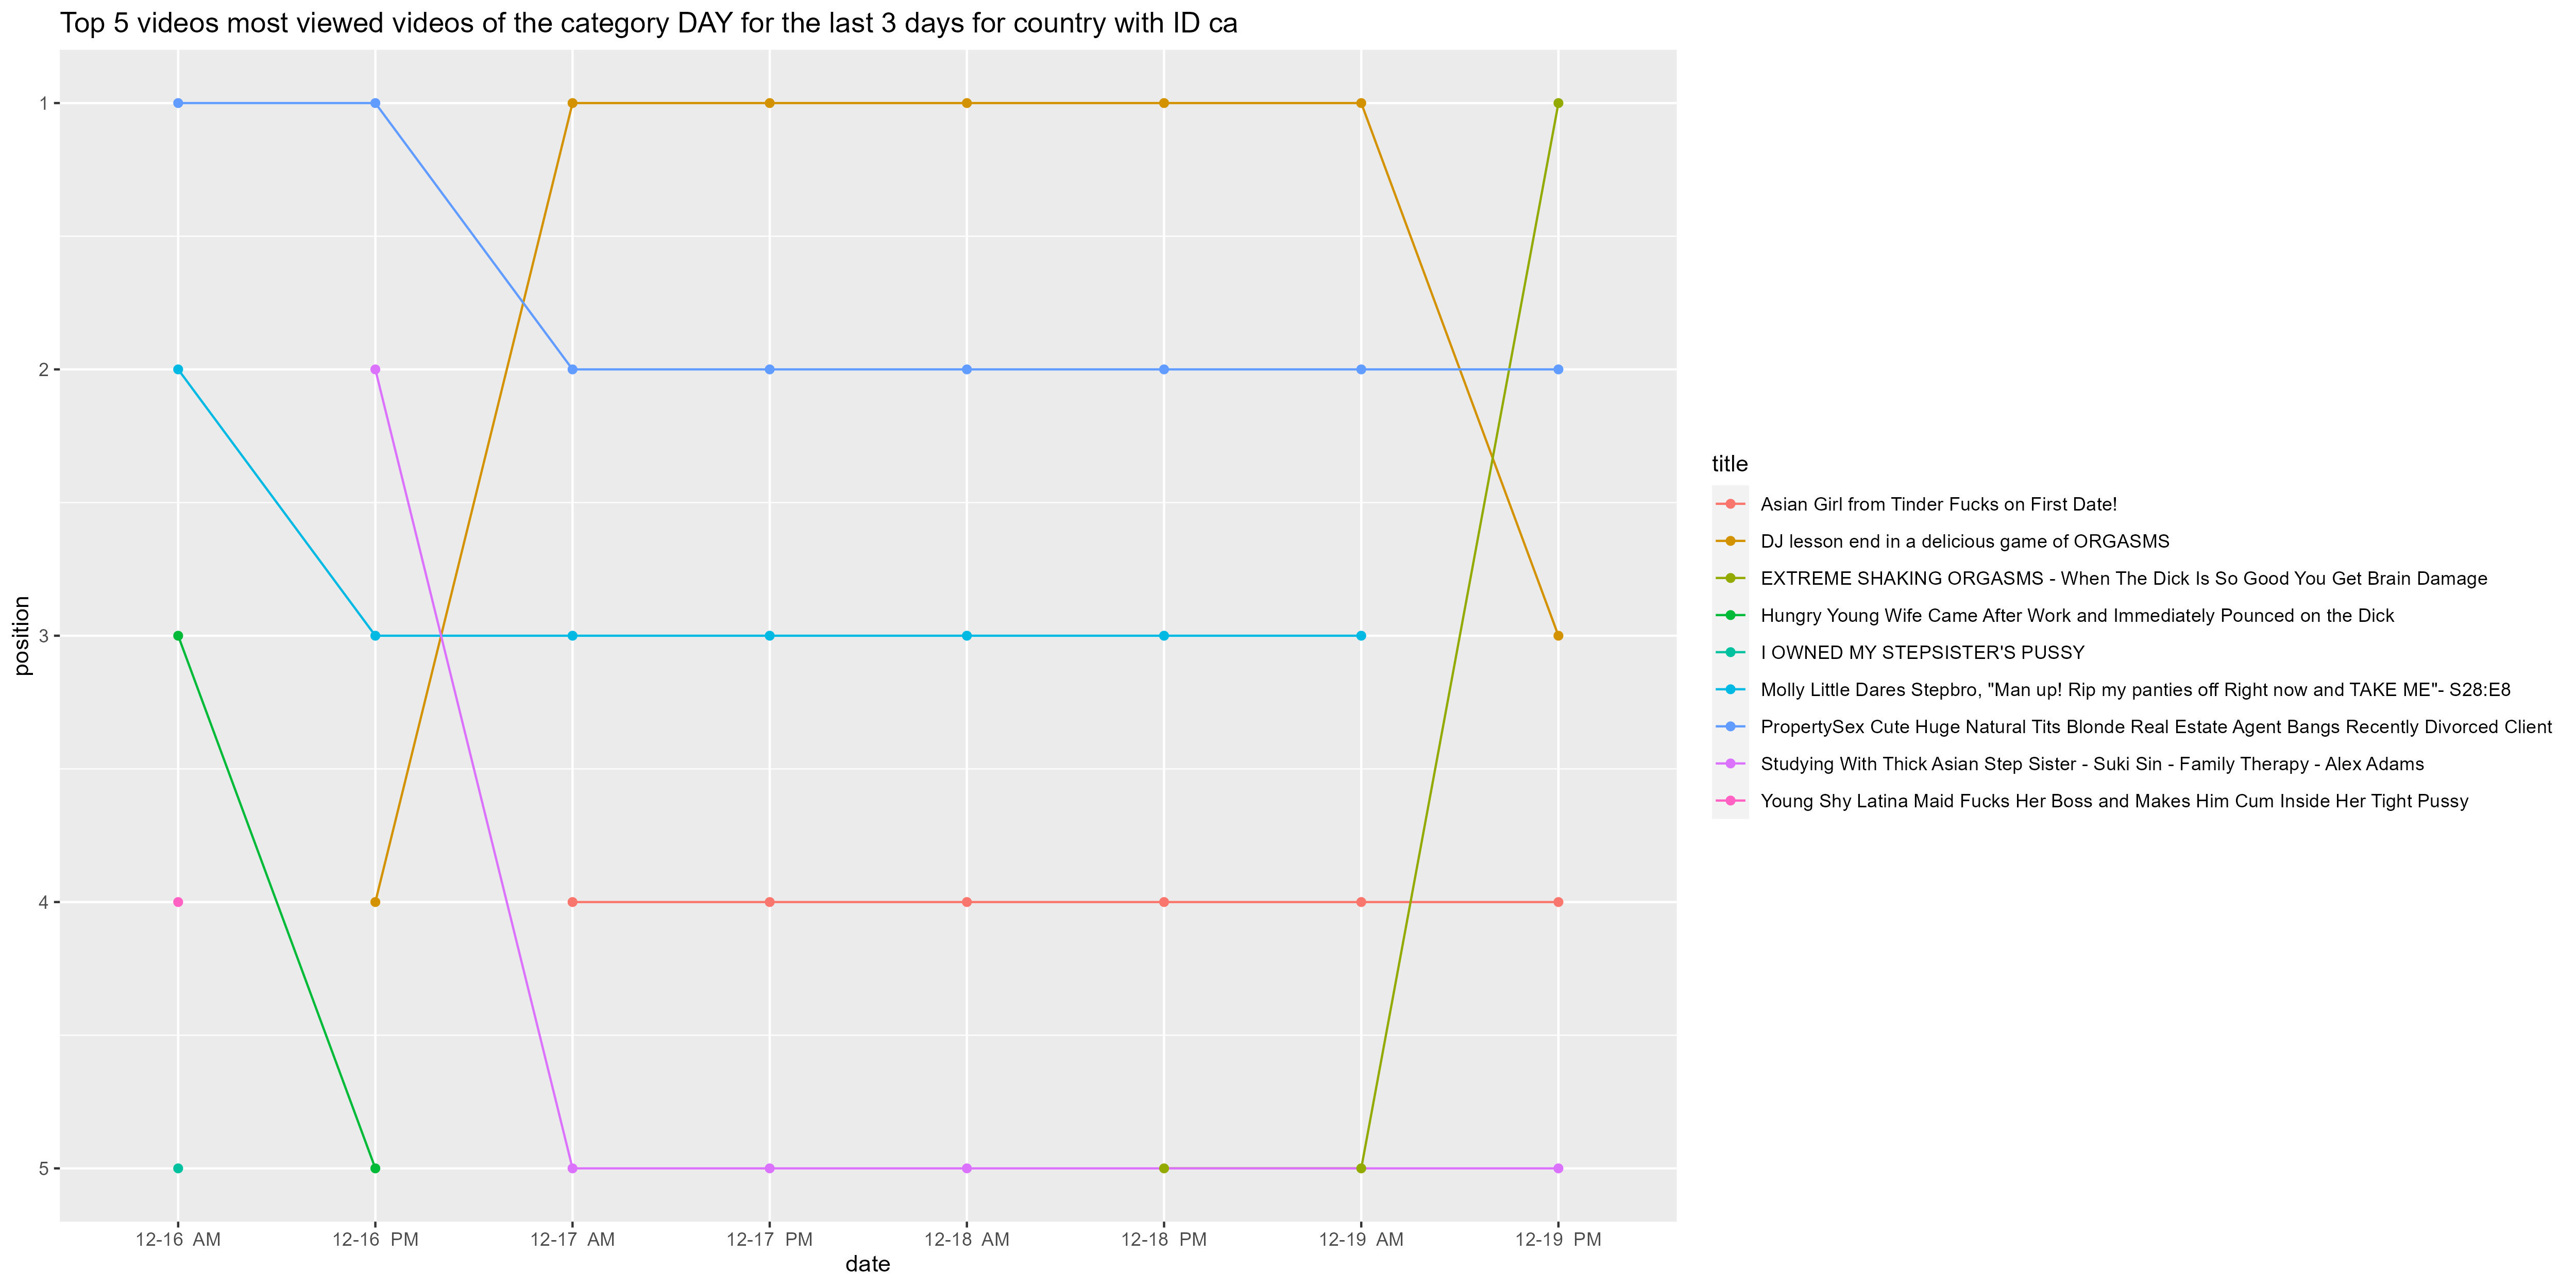 Top 5 videos most viewed videos of the category DAY for the last 3 days for country with ID ca
position
1
2
3
4
5
12-16 AM
12-16 PM
12-17 AM
12-17 PM
12-18 AM
12-18 PM
12-19 AM
12-19 PM
date
title
Asian Girl from Tinder Fucks on First Date!
DJ lesson end in a delicious game of ORGASMS
EXTREME SHAKING ORGASMS - When The Dick Is So Good You Get Brain Damage
Hungry Young Wife Came After Work and Immediately Pounced on the Dick
I OWNED MY STEPSISTER'S PUSSY
Molly Little Dares Stepbro, "Man up! Rip my panties off Right now and TAKE ME"- S28:E8
PropertySex Cute Huge Natural Tits Blonde Real Estate Agent Bangs Recently Divorced Client
Studying With Thick Asian Step Sister - Suki Sin - Family Therapy - Alex Adams
Young Shy Latina Maid Fucks Her Boss and Makes Him Cum Inside Her Tight Pussy